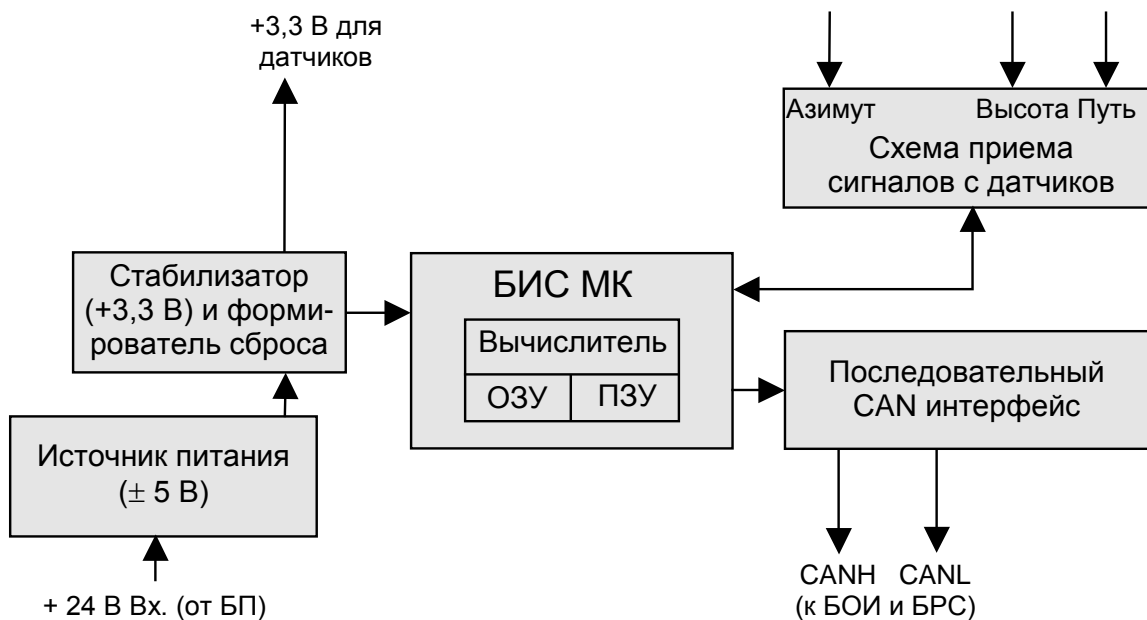 +3,3 В для
датчиков
Азимут
Высота Путь
Схема приема
сигналов с датчиков
Стабилизатор
(+3,3 В) и форми-
рователь сброса
БИС МК
Вычислитель
ОЗУ
ПЗУ
Последовательный
CAN интерфейс
Источник питания
(± 5 В)
CANH CANL
(к БОИ и БРС)
+ 24 В Вх. (от БП)